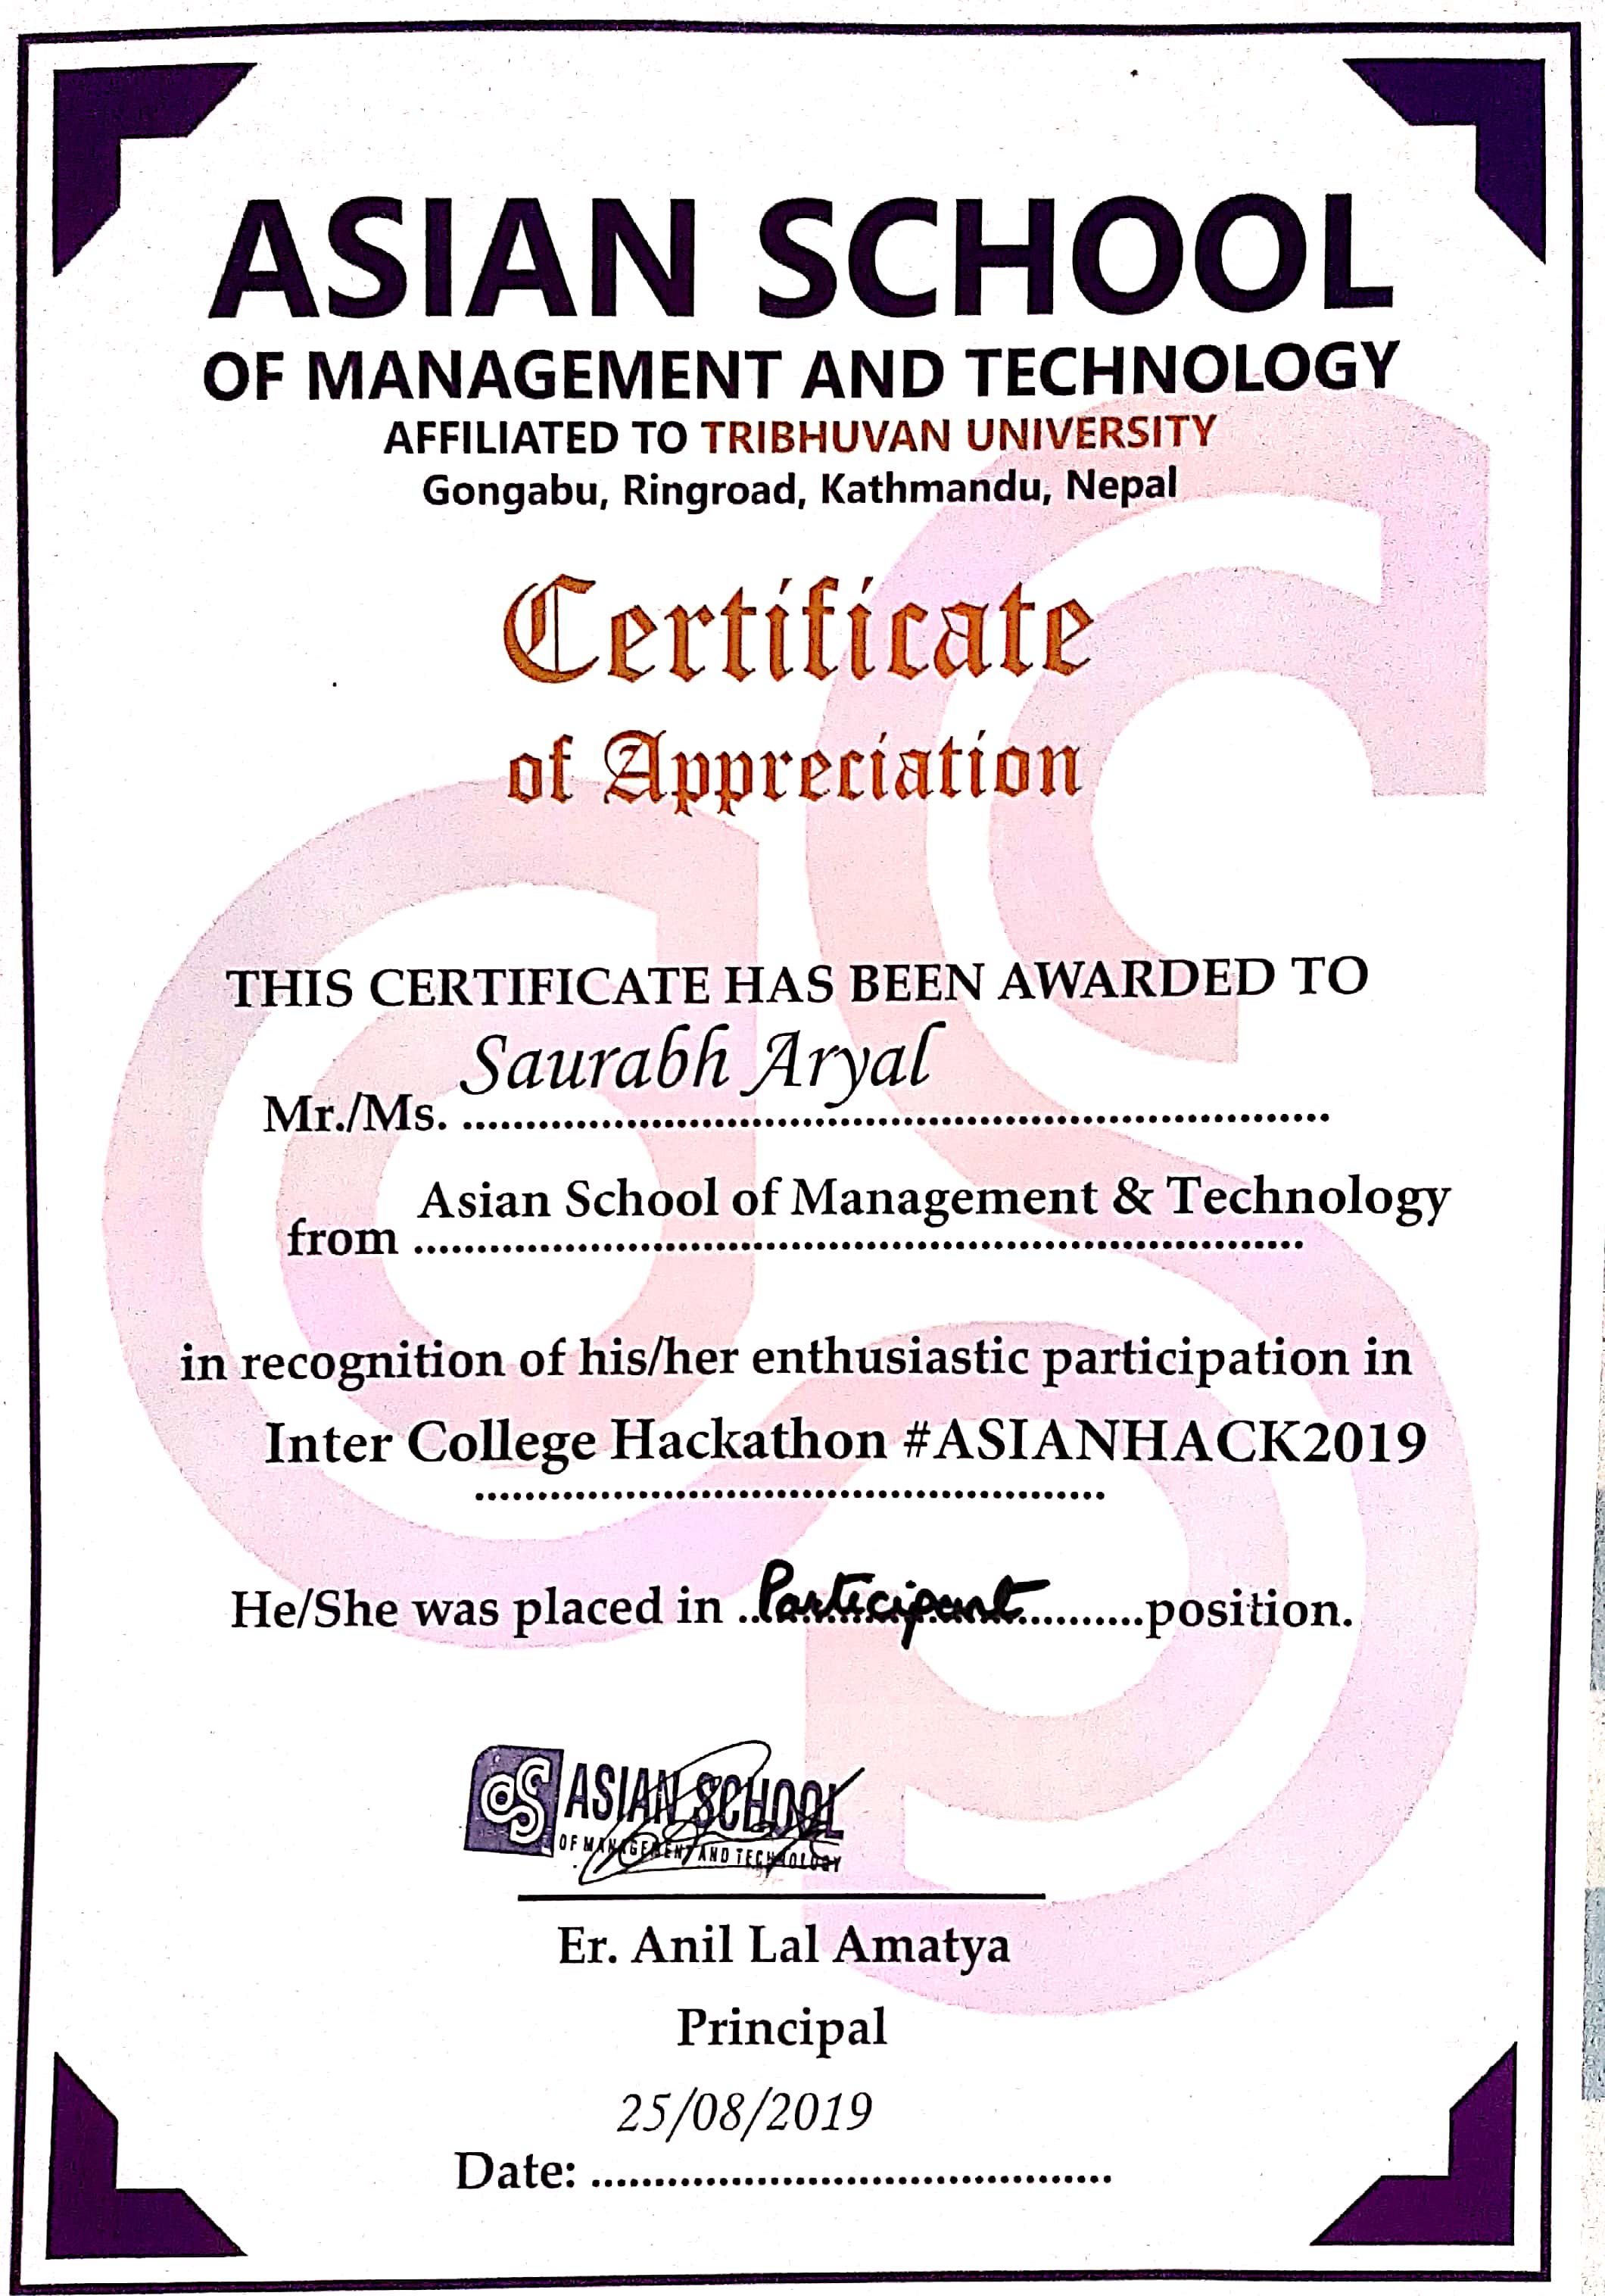 ASIAN SCHOOL
OF MANAGEMENT AND TECHNOLOGY
AFFILIATED TO TRIBHUVAN UNIVERSITY
Gongabu, Ringroad, Kathmandu, Nepal
Certificate
of Appreciation
THIS CERTIFICATE HAS BEEN AWARDED TO
Saurabh Aryal
Mr./Ms. ......................................................................
from Asian School of Management & Technology
in recognition of his/her enthusiastic participation in
Inter College Hackathon #ASIANHACK2019
He/She was placed in ..Participant..........position.
ASIAN SCHOOL
OF MANAGEMENT AND TECHNOLOGY
Er. Anil Lal Amatya
Principal
25/08/2019
Date: ..........................................